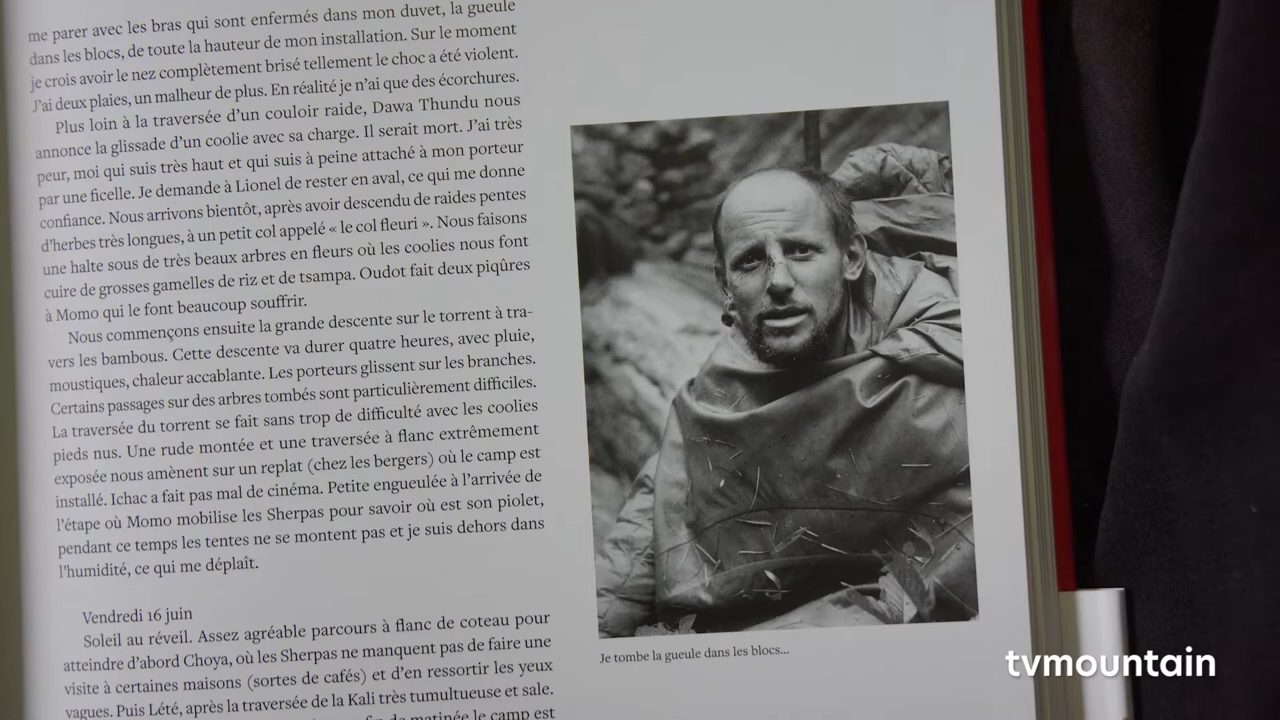 me parer avec les bras qui sont enfermés dans mon duvet, la gueule
dans les blocs, de toute la hauteur de mon installation. Sur le moment
je crois avoir le nez complètement brisé tellement le choc a été violent.
J'ai deux plaies, un malheur de plus. En réalité je n'ai que des écorchures.
Plus loin à la traversée d'un couloir raide, Dawa Thundu nous
annonce la glissade d'un coolie avec sa charge. Il serait mort. J'ai très
peur, moi qui suis très haut et qui suis à peine attaché à mon porteur
par une ficelle. Je demande à Lionel de rester en aval, ce qui me donne
confiance. Nous arrivons bientôt, après avoir descendu de raides pentes
d'herbes très longues, à un petit col appelé « le col fleuri ». Nous faisons
une halte sous de très beaux arbres en fleurs où les coolies nous font
cuire de grosses gamelles de riz et de tsampa. Oudot fait deux piqûres
à Momo qui le font beaucoup souffrir.
Nous commençons ensuite la grande descente sur le torrent à tra-
vers les bambous. Cette descente va durer quatre heures, avec pluie,
moustiques, chaleur accablante. Les porteurs glissent sur les branches.
Certains passages sur des arbres tombés sont particulièrement difficiles.
La traversée du torrent se fait sans trop de difficulté avec les coolies
pieds nus. Une rude montée et une traversée à flanc extrêmement
exposée nous amènent sur un replat (chez les bergers) où le camp est
installé. Ichac a fait pas mal de cinéma. Petite engueulée à l'arrivée de
l'étape où Momo mobilise les Sherpas pour savoir où est son piolet,
pendant ce temps les tentes ne se montent pas et je suis dehors dans
l'humidité, ce qui me déplaît.
Vendredi 16 juin
Soleil au réveil. Assez agréable parcours à flanc de coteau pour
atteindre d'abord Choya, où les Sherpas ne manquent pas de faire une
visite à certaines maisons (sortes de cafés) et d'en ressortir les yeux
vagues. Puis Lété, après la traversée de la Kali très tumultueuse et sale.
fin de matinée le camp est
Je tombe la gueule dans les blocs...
tvmountain